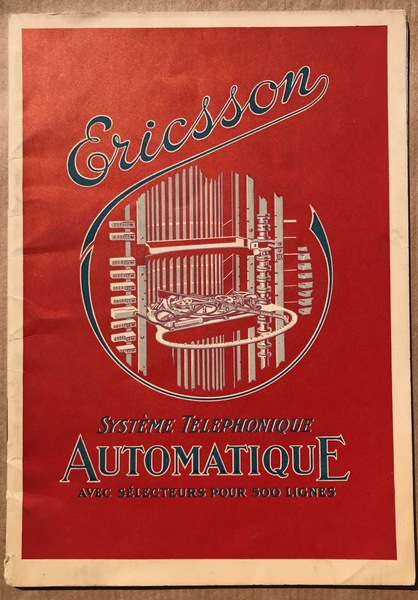 Ericsson
SYSTÈME TÉLÉPHONIQUE
AUTOMATIQUE
AVEC SÉLECTEURS POUR 500 LIGNES